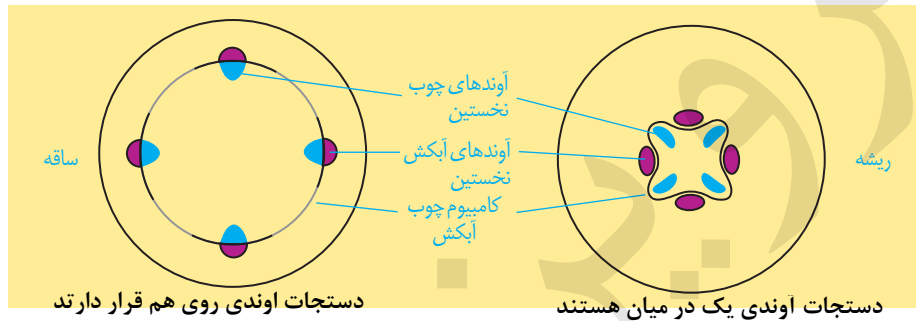 آوندهای چوب
نخستین
آوندهای آبکش
نخستین
کامبیوم چوب
آبکش
ریشه
ساقه
دستجات آوندی یک در میان هستند
دستجات اوندی روی هم قرار دارتد